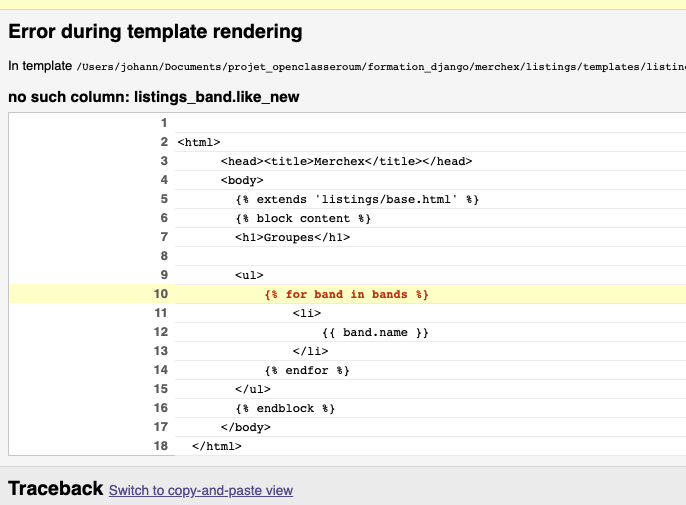 Error during template rendering
In template /Users/johann/Documents/projet_openclasseroum/formation_django/merchex/listings/templates/listin
no such column: listings_band.like_new
1
2 <html>
3 <head><title>Merchex</title></head>
4 <body>
5 {% extends 'listings/base.html' %}
6 {% block content %}
7 <h1>Groupes</h1>
8
9 <ul>
10 {% for band in bands %}
11 <li>
12 {{ band.name }}
13 </li>
14 {% endfor %}
15 </ul>
16 {% endblock %}
17 </body>
18 </html>
Traceback Switch to copy-and-paste view